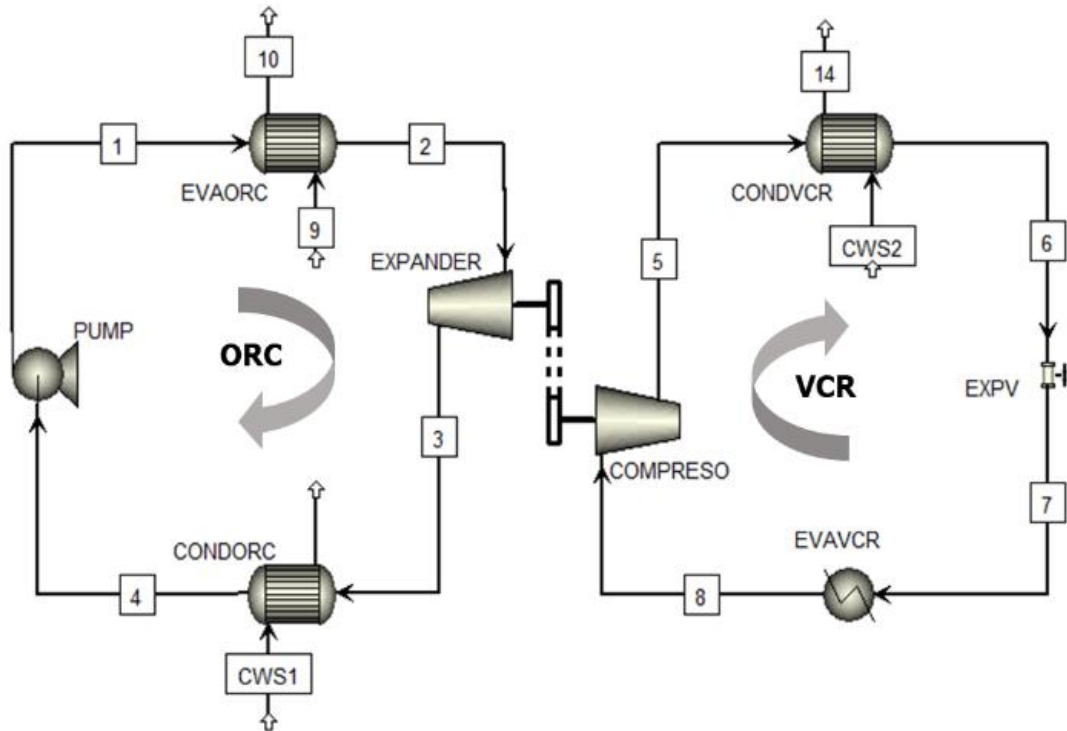 10
14
1
2
EVAORC
CONDVCR
9
CWS2
5
6
EXPANDER
PUMP
ORC
VCR
EXPV
3
COMPRESO
7
CONDORC
EVAVCR
4
8
CWS1